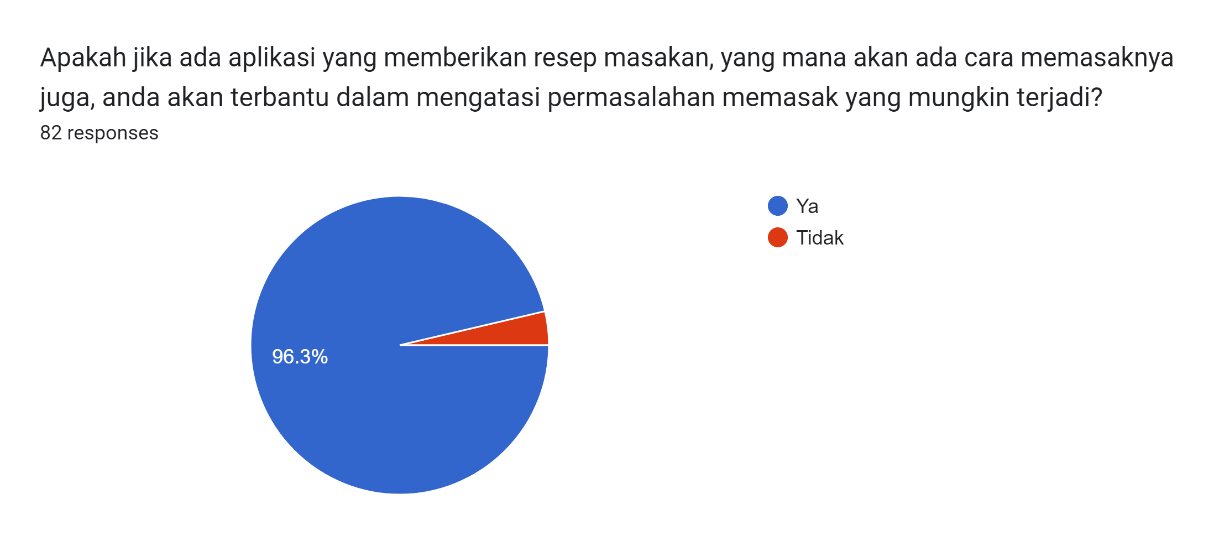 Apakah jika ada aplikasi yang memberikan resep masakan, yang mana akan ada cara memasaknya
juga, anda akan terbantu dalam mengatasi permasalahan memasak yang mungkin terjadi?
82 responses
Ya
Tidak
96.3%